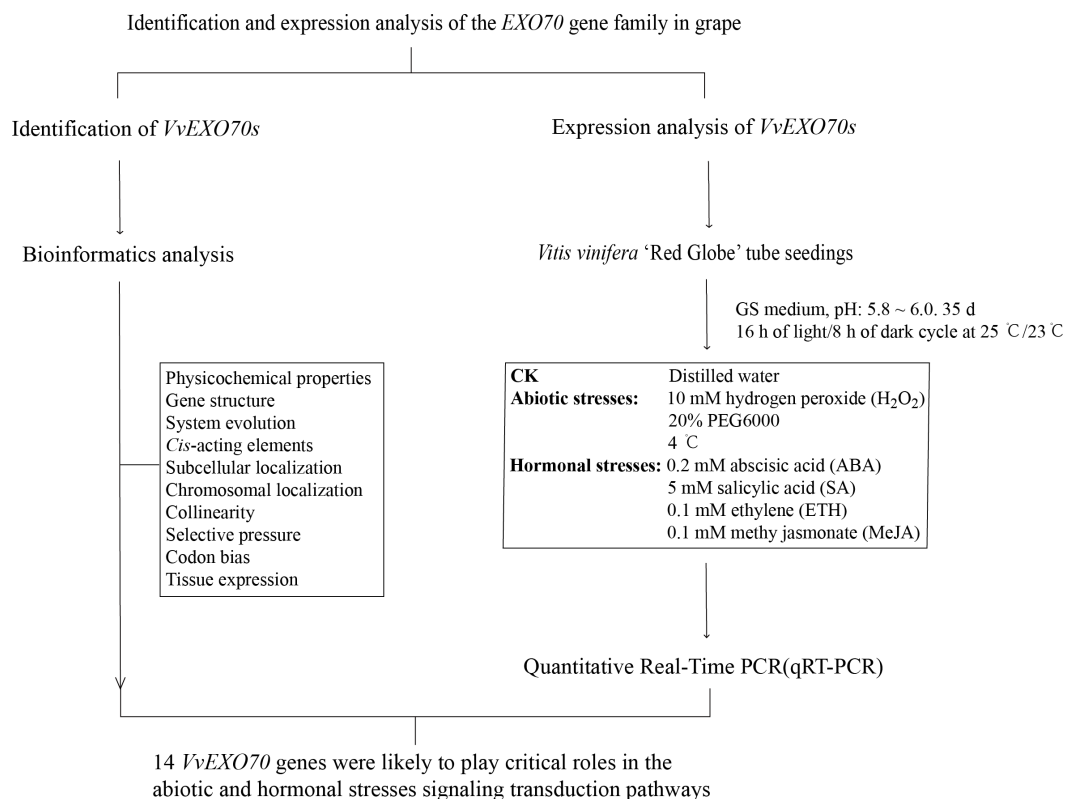 Identification and expression analysis of the EXO70 gene family in grape
Identification of VvEXO70s
Expression analysis of VvEXO70s
Bioinformatics analysis
Vitis vinifera ‘Red Globe’ tube seedings
GS medium, pH: 5.8 ~ 6.0. 35 d
16 h of light/8 h of dark cycle at 25 ℃/23 ℃
Physicochemical properties
Gene structure
System evolution
Cis-acting elements
Subcellular localization
Chromosomal localization
Collinearity
Selective pressure
Codon bias
Tissue expression
CK Distilled water
Abiotic stresses: 10 mM hydrogen peroxide (H₂O₂)
20% PEG6000
4 ℃
Hormonal stresses: 0.2 mM abscisic acid (ABA)
5 mM salicylic acid (SA)
0.1 mM ethylene (ETH)
0.1 mM methy jasmonate (MeJA)
Quantitative Real-Time PCR(qRT-PCR)
14 VvEXO70 genes were likely to play critical roles in the
abiotic and hormonal stresses signaling transduction pathways